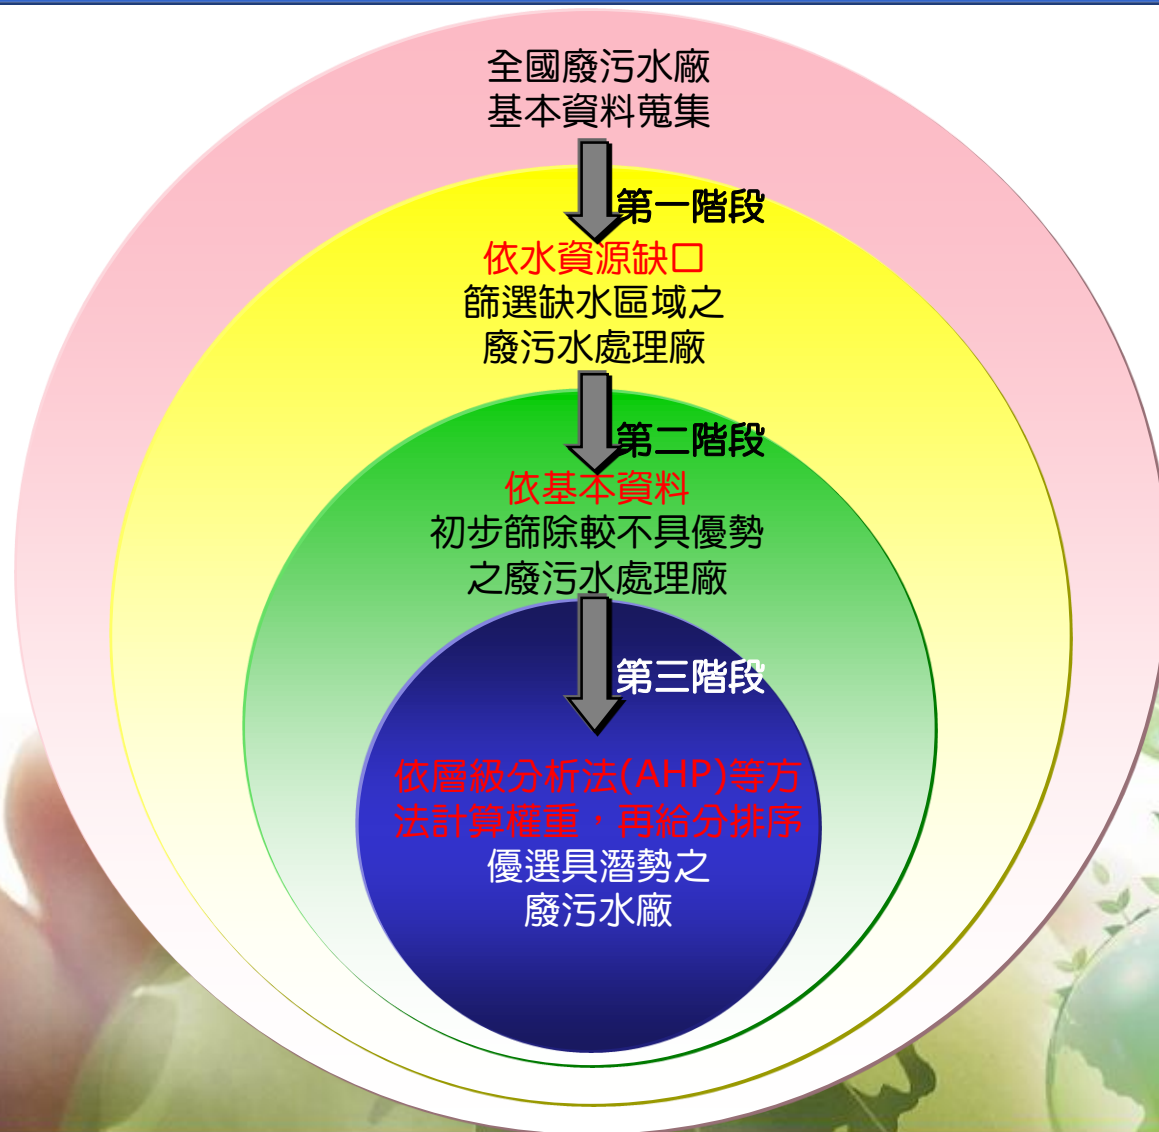 全國廢污水廠
基本資料蒐集
第一階段
依水資源缺口
篩選缺水區域之
廢污水處理廠
第二階段
依基本資料
初步篩除較不具優勢
之廢污水處理廠
第三階段
依層級分析法(AHP)等方
法計算權重，再給分排序
優選具潛勢之
廢污水廠